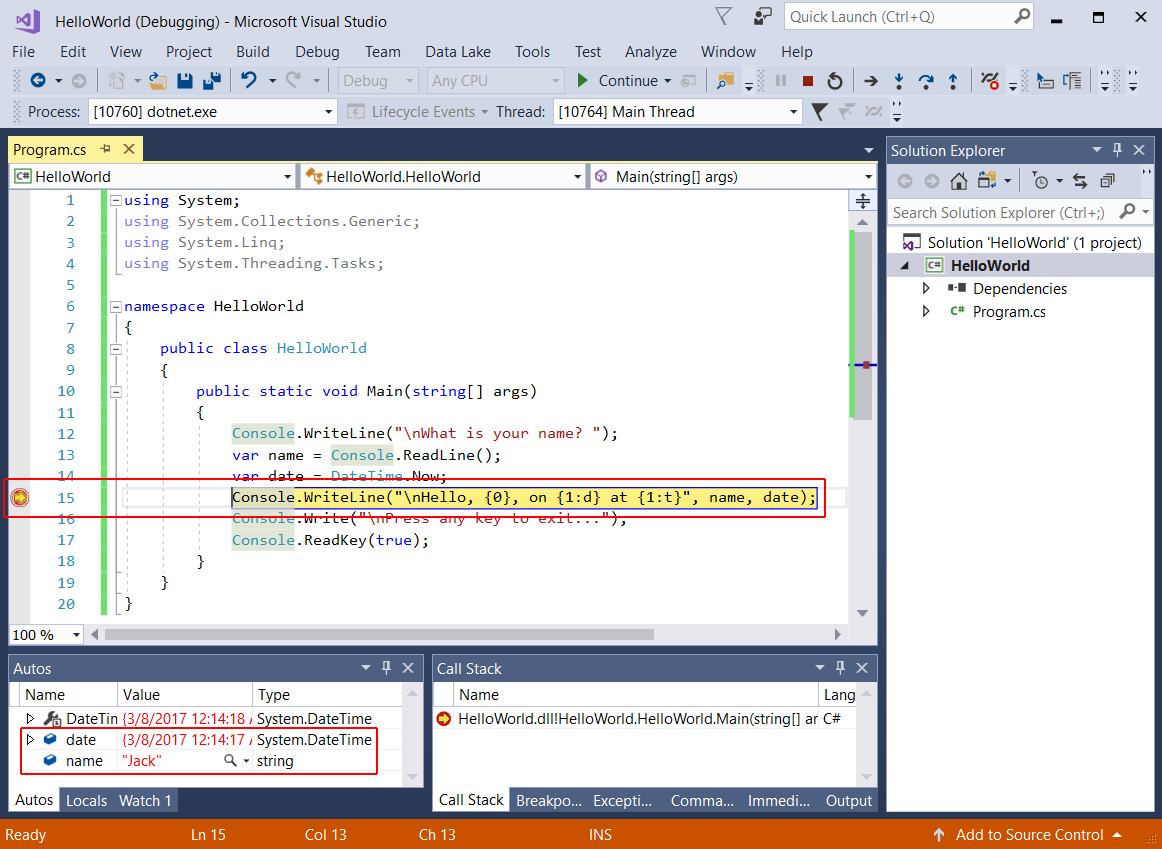 HelloWorld (Debugging) - Microsoft Visual Studio
Quick Launch (Ctrl+Q)
File Edit View Project Build Debug Team Data Lake Tools Test Analyze Window Help
Debug Any CPU Continue
Process: [10760] dotnet.exe Lifecycle Events Thread: [10764] Main Thread
Program.cs
C# HelloWorld HelloWorld.HelloWorld Main(string[] args)
1 using System;
2 using System.Collections.Generic;
3 using System.Linq;
4 using System.Threading.Tasks;
5
6 namespace HelloWorld
7 {
8 public class HelloWorld
9 {
10 public static void Main(string[] args)
11 {
12 Console.WriteLine("\nWhat is your name? ");
13 var name = Console.ReadLine();
14 var date = DateTime.Now;
15 Console.WriteLine("\nHello, {0}, on {1:d} at {1:t}", name, date);
16 Console.Write("\nPress any key to exit...");
17 Console.ReadKey(true);
18 }
19 }
20 }
100 %
Solution Explorer
Search Solution Explorer (Ctrl+;)
Solution 'HelloWorld' (1 project)
C# HelloWorld
Dependencies
C# Program.cs
Autos
Name Value Type
DateTin {3/8/2017 12:14:18 A System.DateTime
date {3/8/2017 12:14:17 A System.DateTime
name "Jack" string
Autos Locals Watch 1
Call Stack
Name Lang
HelloWorld.dll!HelloWorld.HelloWorld.Main(string[] ar C#
Call Stack Breakpo... Excepti... Comma... Immedi... Output
Ready Ln 15 Col 13 Ch 13 INS Add to Source Control